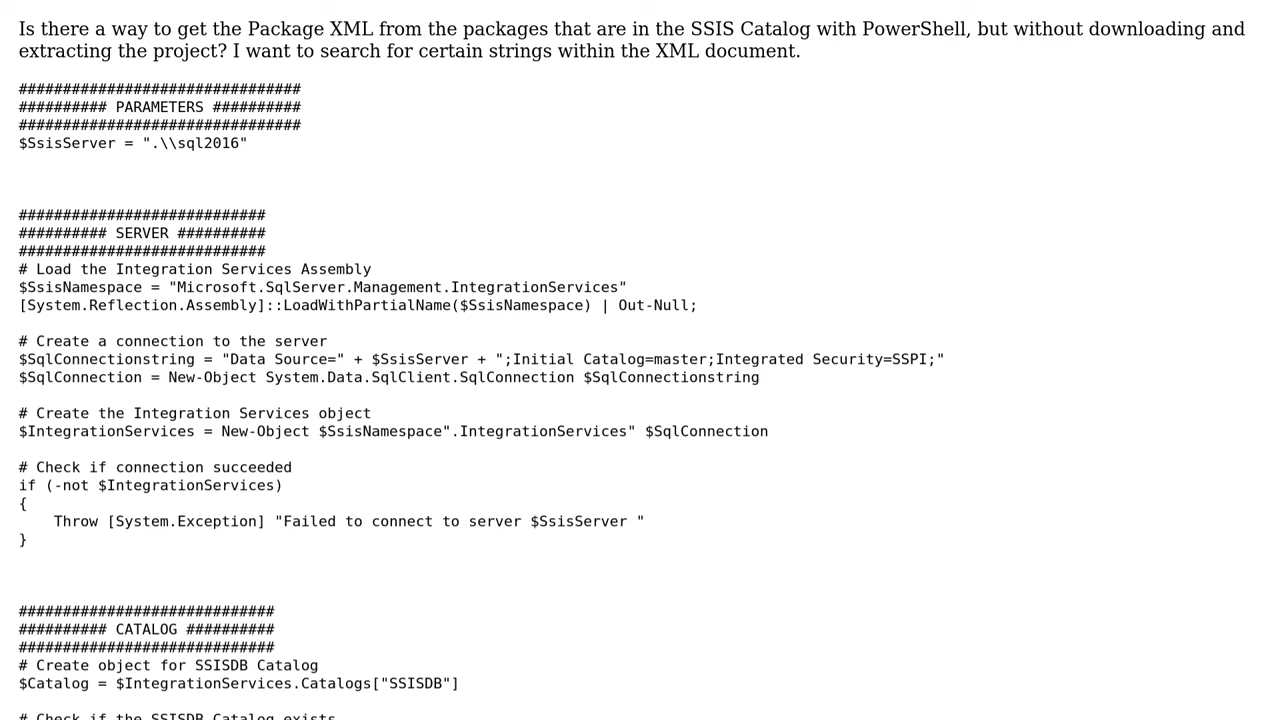 Is there a way to get the Package XML from the packages that are in the SSIS Catalog with PowerShell, but without downloading and
extracting the project? I want to search for certain strings within the XML document.
################################
########## PARAMETERS ##########
################################
$SsisServer = ".\\sql2016"
############################
########## SERVER ##########
############################
# Load the Integration Services Assembly
$SsisNamespace = "Microsoft.SqlServer.Management.IntegrationServices"
[System.Reflection.Assembly]::LoadWithPartialName($SsisNamespace) | Out-Null;
# Create a connection to the server
$SqlConnectionstring = "Data Source=" + $SsisServer + ";Initial Catalog=master;Integrated Security=SSPI;"
$SqlConnection = New-Object System.Data.SqlClient.SqlConnection $SqlConnectionstring
# Create the Integration Services object
$IntegrationServices = New-Object $SsisNamespace".IntegrationServices" $SqlConnection
# Check if connection succeeded
if (-not $IntegrationServices)
{
    Throw [System.Exception] "Failed to connect to server $SsisServer "
}
#############################
########## CATALOG ##########
#############################
# Create object for SSISDB Catalog
$Catalog = $IntegrationServices.Catalogs["SSISDB"]
# Check if the SSISDB Catalog exists